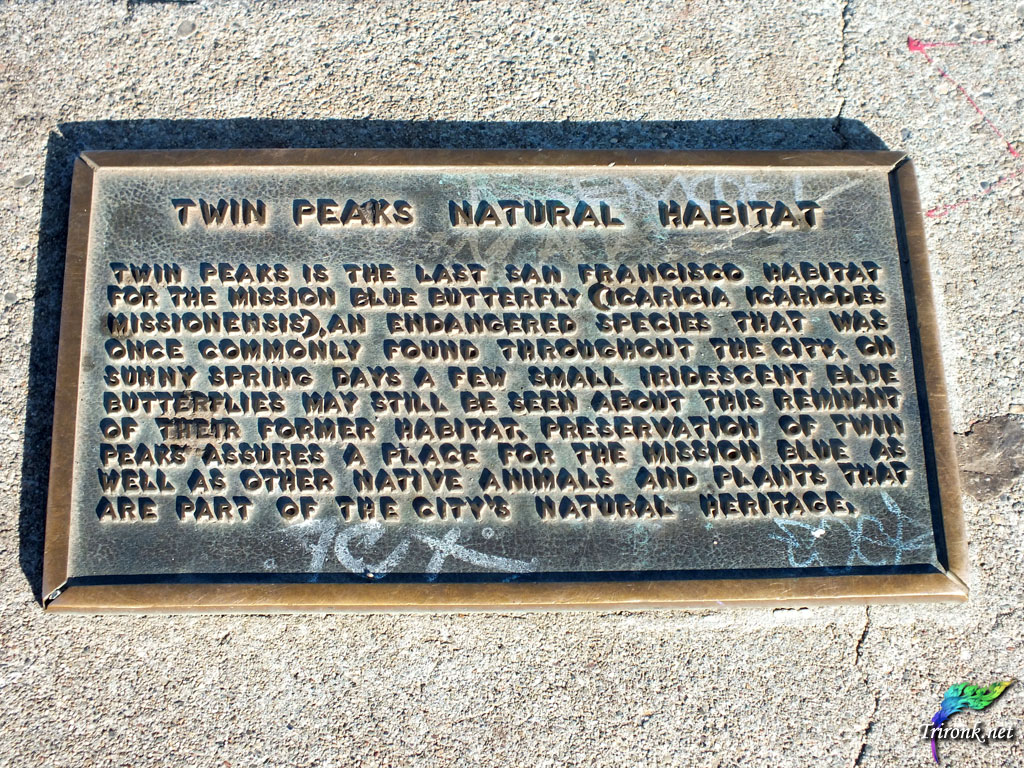 TWIN PEAKS NATURAL HABITAT
TWIN PEAKS IS THE LAST SAN FRANCISCO HABITAT
FOR THE MISSION BLUE BUTTERFLY (ICARICIA ICARIODES
MISSIONENSIS), AN ENDANGERED SPECIES THAT WAS
ONCE COMMONLY FOUND THROUGHOUT THE CITY. ON
SUNNY SPRING DAYS A FEW SMALL IRIDESCENT BLUE
BUTTERFLIES MAY STILL BE SEEN ABOUT THIS REMNANT
OF THEIR FORMER HABITAT. PRESERVATION OF TWIN
PEAKS ASSURES A PLACE FOR THE MISSION BLUE AS
WELL AS OTHER NATIVE ANIMALS AND PLANTS THAT
ARE PART OF THE CITY'S NATURAL HERITAGE.
Trironk.net